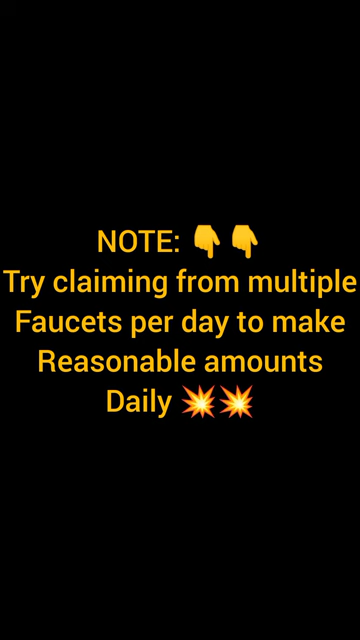 NOTE: 👇👇
Try claiming from multiple
Faucets per day to make
Reasonable amounts
Daily 💥💥